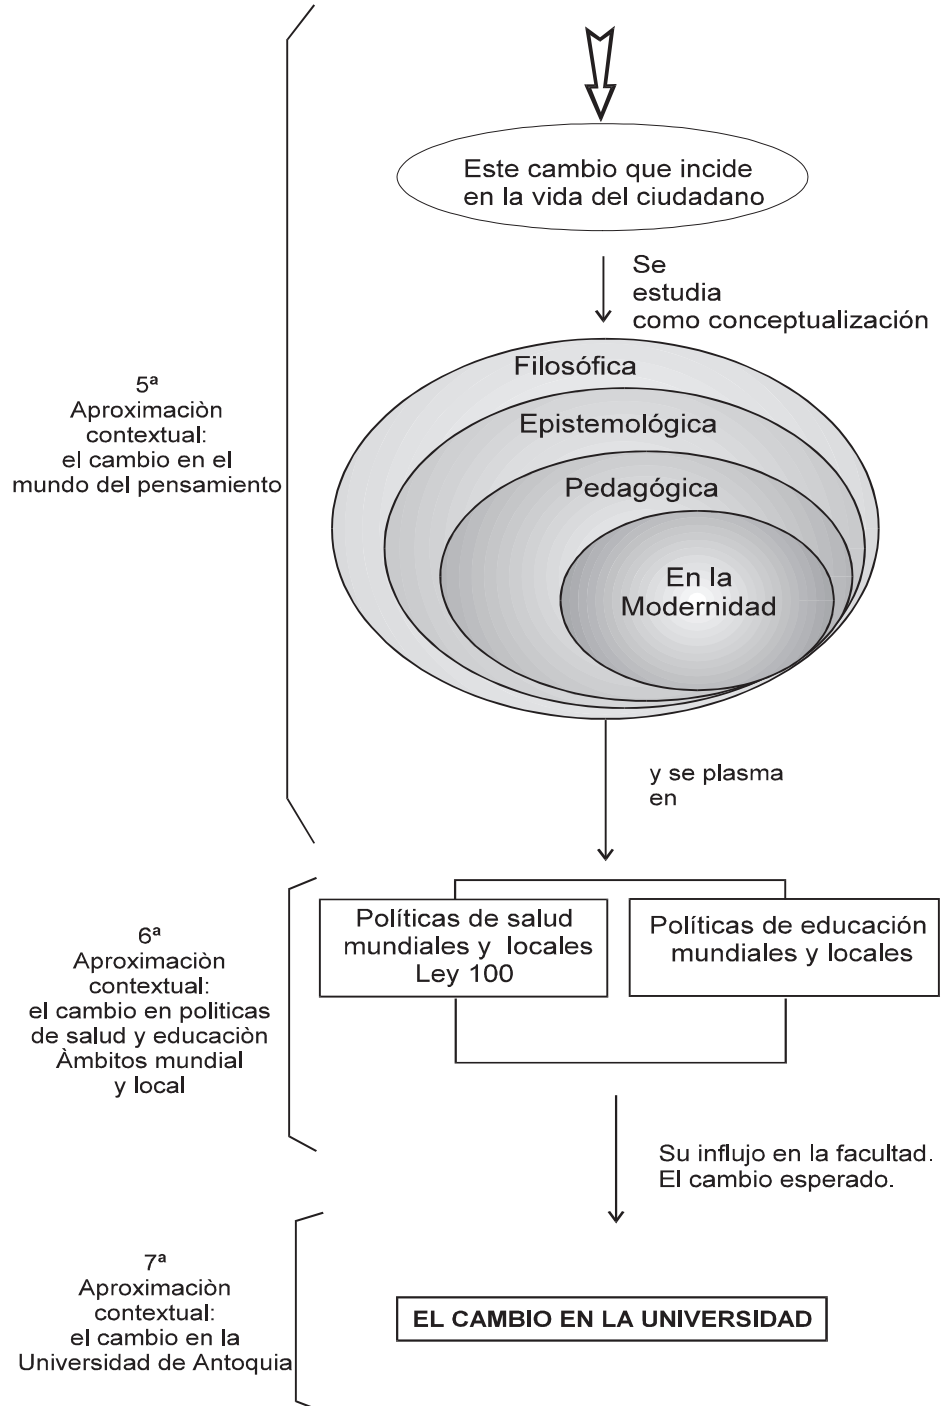 Este cambio que incide
en la vida del ciudadano
Se
estudia
como conceptualización
5ª
Aproximaciòn
contextual:
el cambio en el
mundo del pensamiento
Filosófica
Epistemológica
Pedagógica
En la
Modernidad
y se plasma
en
6ª
Aproximaciòn
contextual:
el cambio en politicas
de salud y educaciòn
Àmbitos mundial
y local
Políticas de salud
mundiales y locales
Ley 100
Políticas de educación
mundiales y locales
Su influjo en la facultad.
El cambio esperado.
7ª
Aproximaciòn
contextual:
el cambio en la
Universidad de Antoquia
EL CAMBIO EN LA UNIVERSIDAD